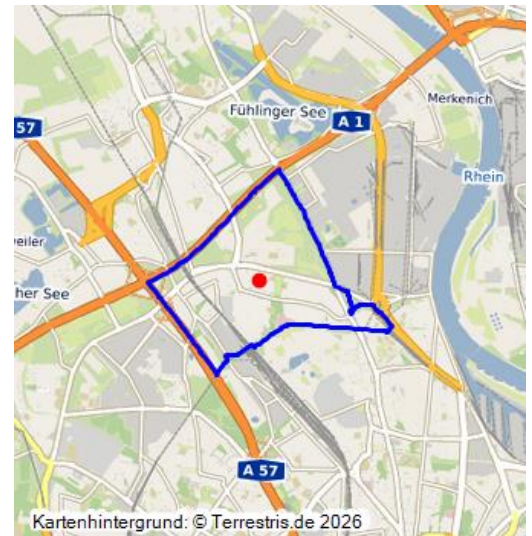 Merkenich
Fühlinger See
A 1
57
Rhein
weiler
her See
A 57
Kartenhintergrund: © Terrestris.de 2026